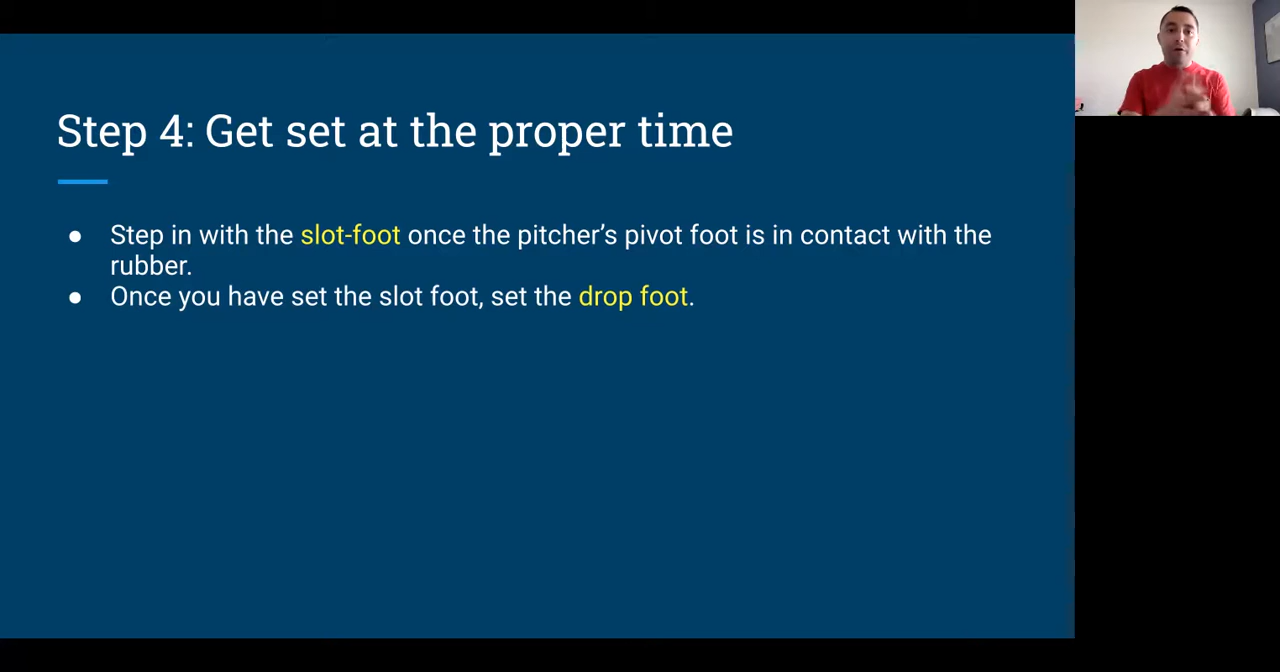 Step 4: Get set at the proper time
● Step in with the slot-foot once the pitcher’s pivot foot is in contact with the
rubber.
● Once you have set the slot foot, set the drop foot.